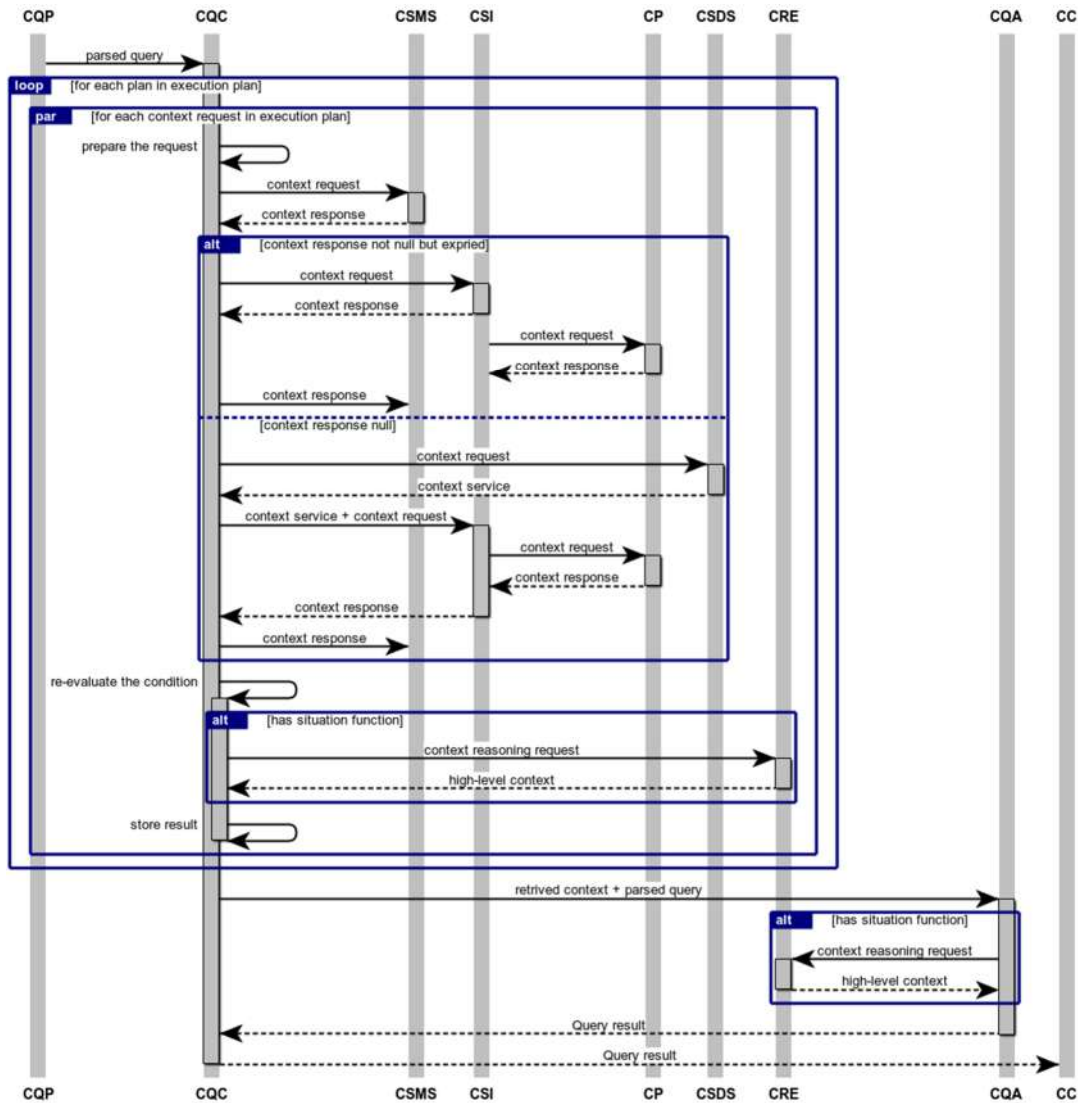 CQP CQC CSMS CSI CP CSDS CRE CQA CC
parsed query
loop [for each plan in execution plan]
par [for each context request in execution plan]
prepare the request
context request
context response
alt [context response not null but expried]
context request
context response
context request
context response
context response
[context response null]
context request
context service
context service + context request
context request
context response
context response
context response
re-evaluate the condition
alt [has situation function]
context reasoning request
high-level context
store result
retrived context + parsed query
alt [has situation function]
context reasoning request
high-level context
Query result
Query result
CQP CQC CSMS CSI CP CSDS CRE CQA CC